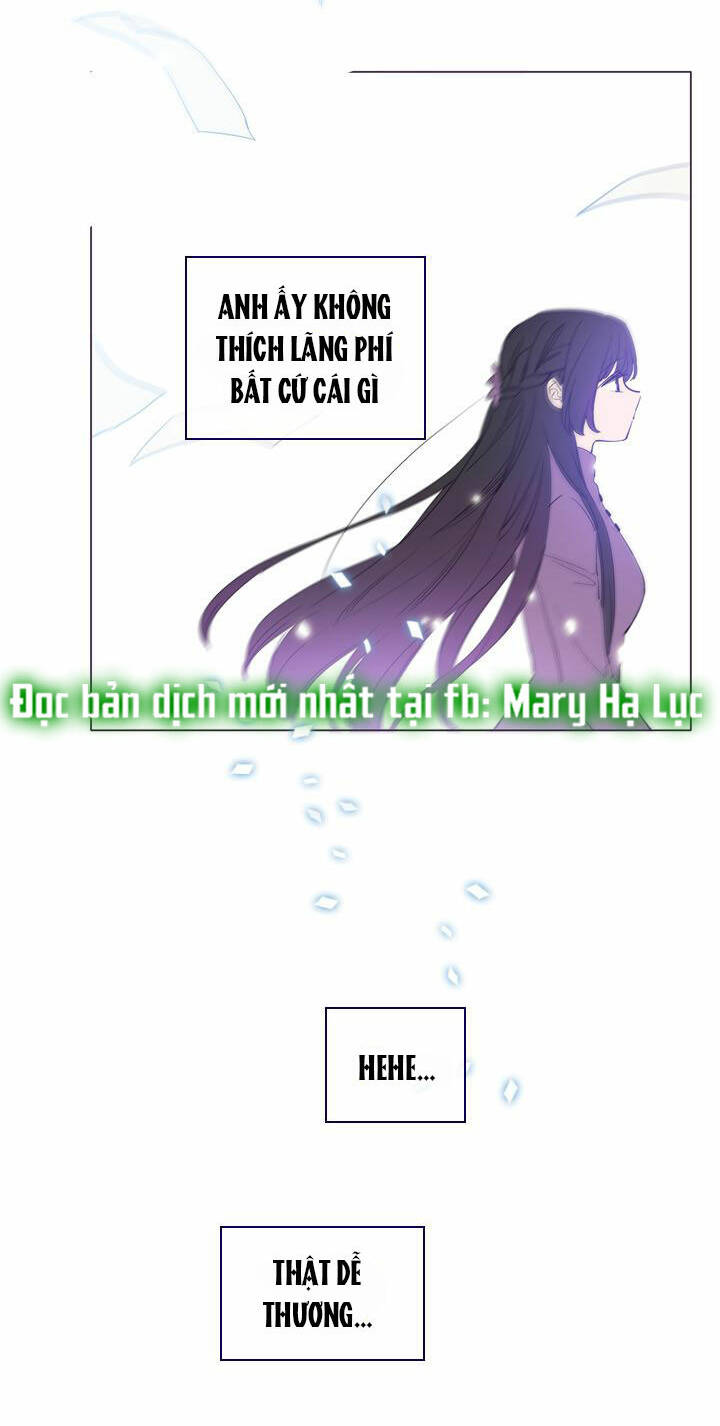 ANH ẤY KHÔNG
THÍCH LÃNG PHÍ
BẤT CỨ CÁI GÌ
Đọc bản dịch mới nhất tại fb: Mary Hạ Lục
HEHE...
THẬT DỄ
THƯƠNG...